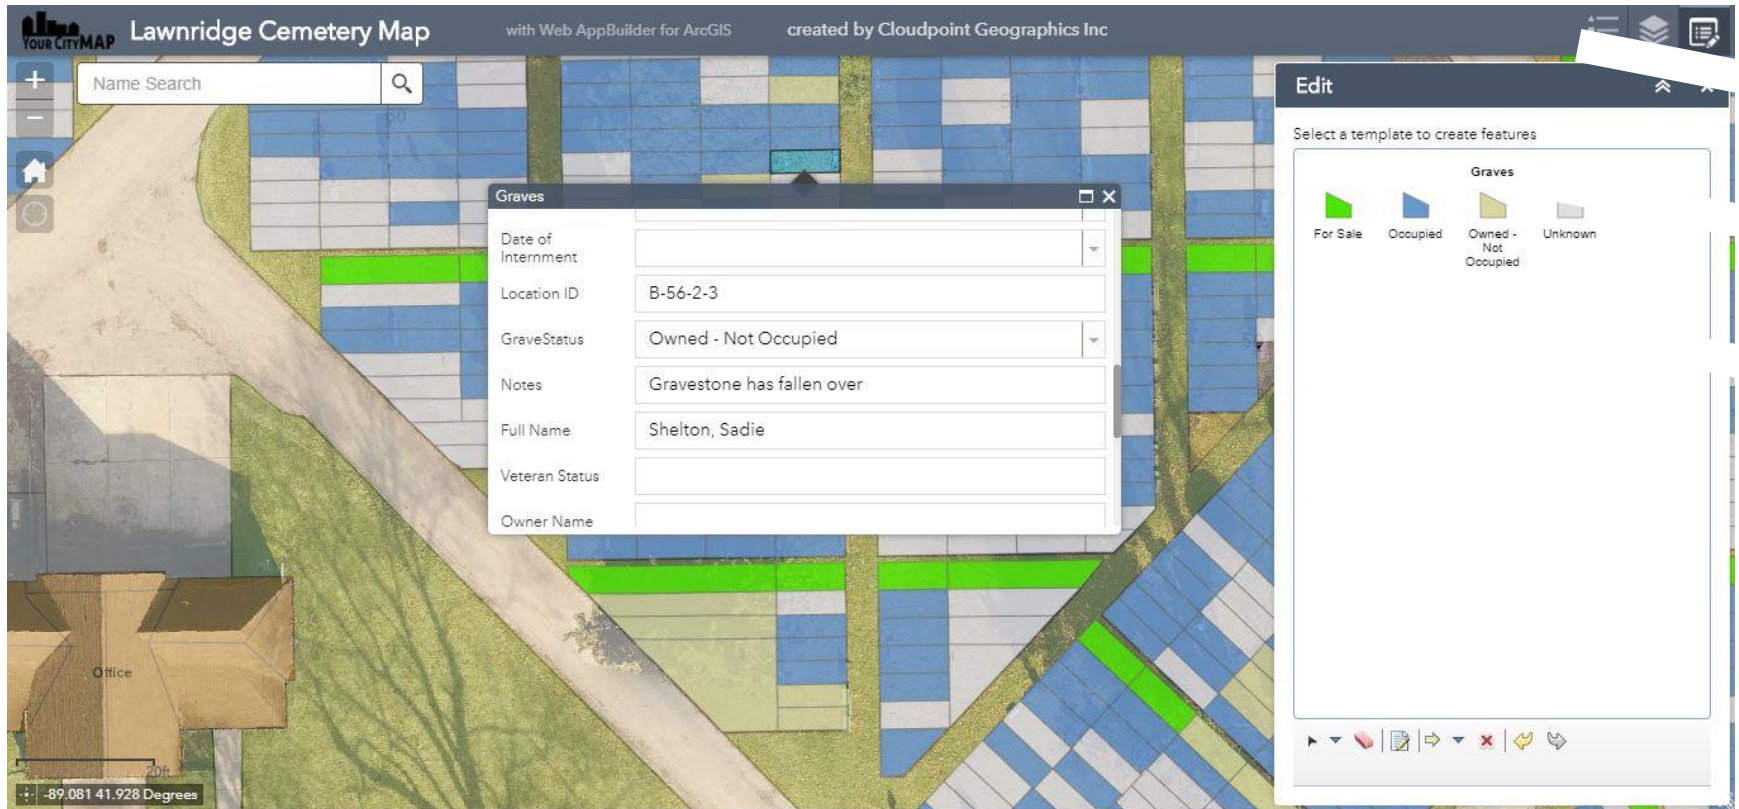 YOUR CITYMAP
Lawnridge Cemetery Map
with Web AppBuilder for ArcGIS
created by Cloudpoint Geographics Inc
+
Name Search
−
60
Graves
Date of
Internment
Location ID
B-56-2-3
GraveStatus
Owned - Not Occupied
Notes
Gravestone has fallen over
Full Name
Shelton, Sadie
Veteran Status
Owner Name
Office
20ft
-89.081 41.928 Degrees
Edit
Select a template to create features
Graves
For Sale
Occupied
Owned -
Not
Occupied
Unknown